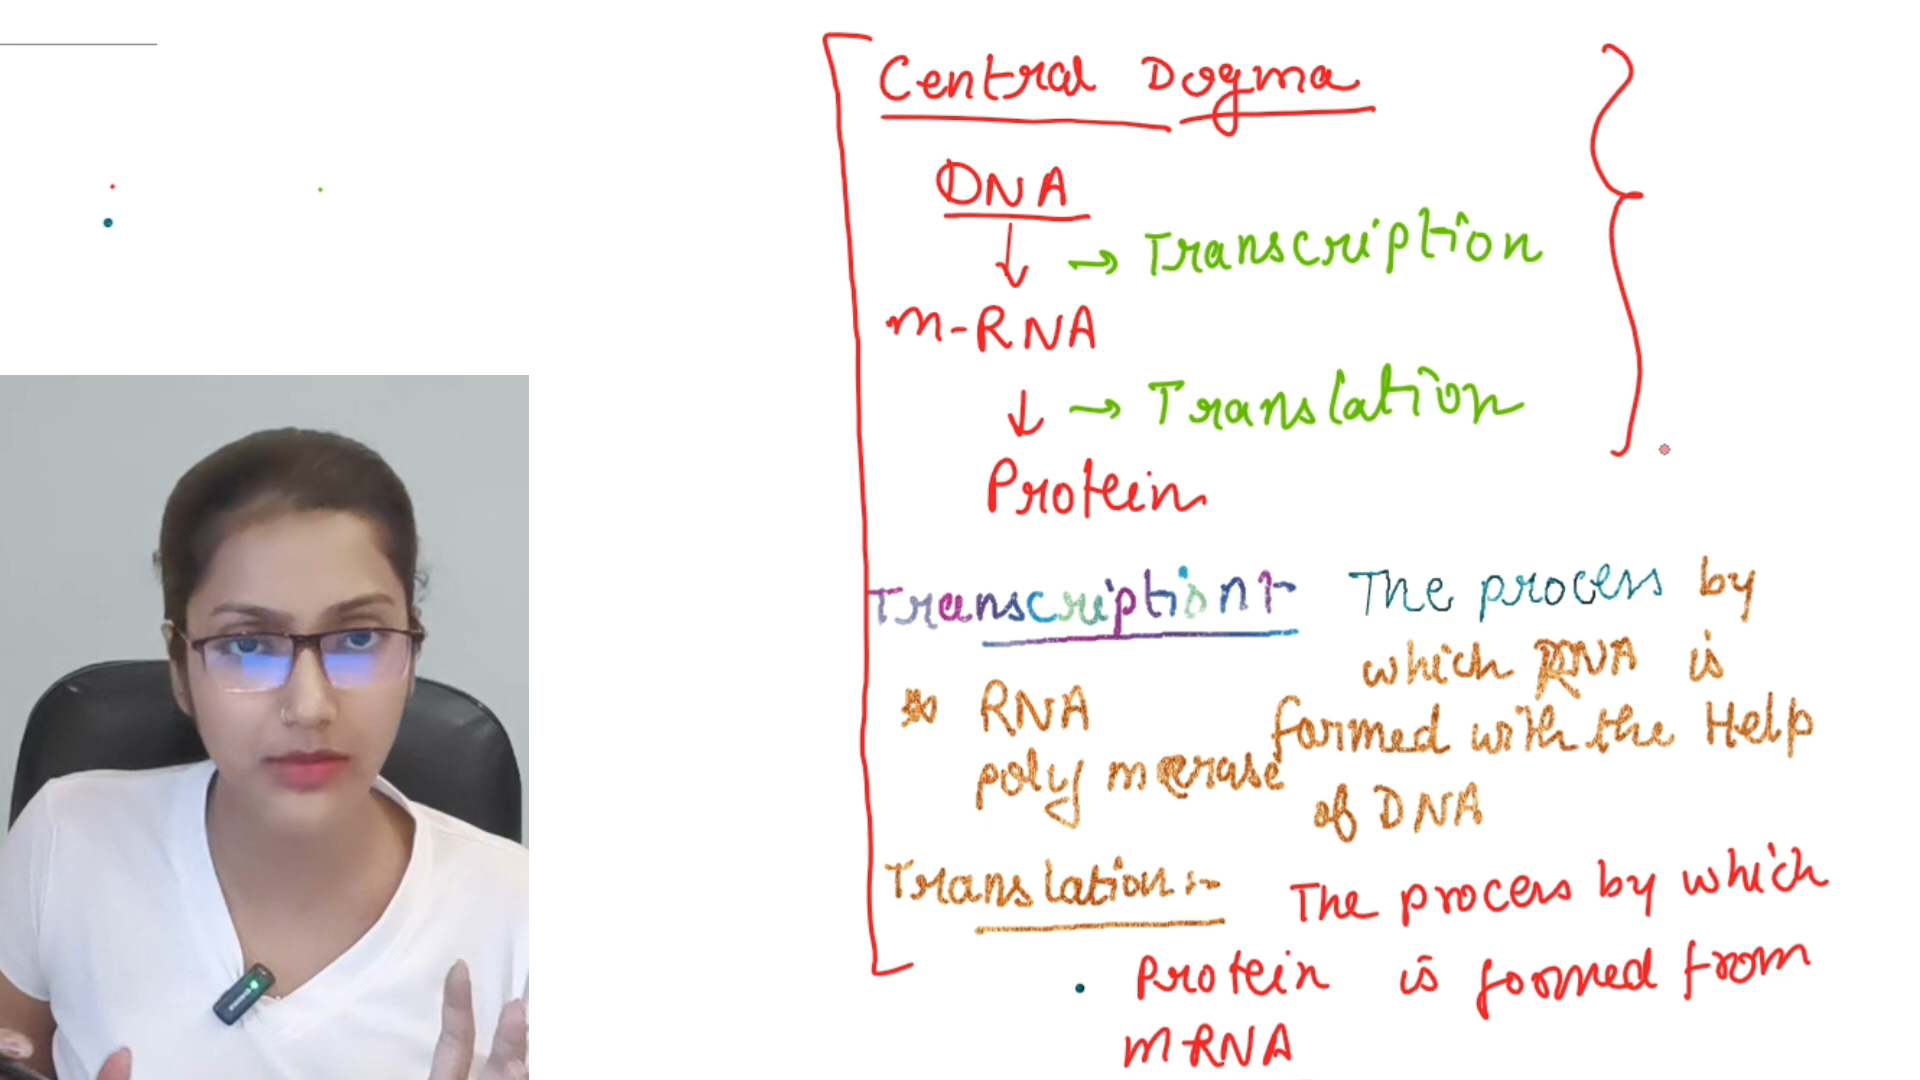 Central Dogma
DNA
→ Transcription
m-RNA
→ Translation
Protein
Transcription :- The process by
which RNA is
* RNA formed with the Help
polymerase of DNA
Translation :- The process by which
• Protein is formed from
mRNA